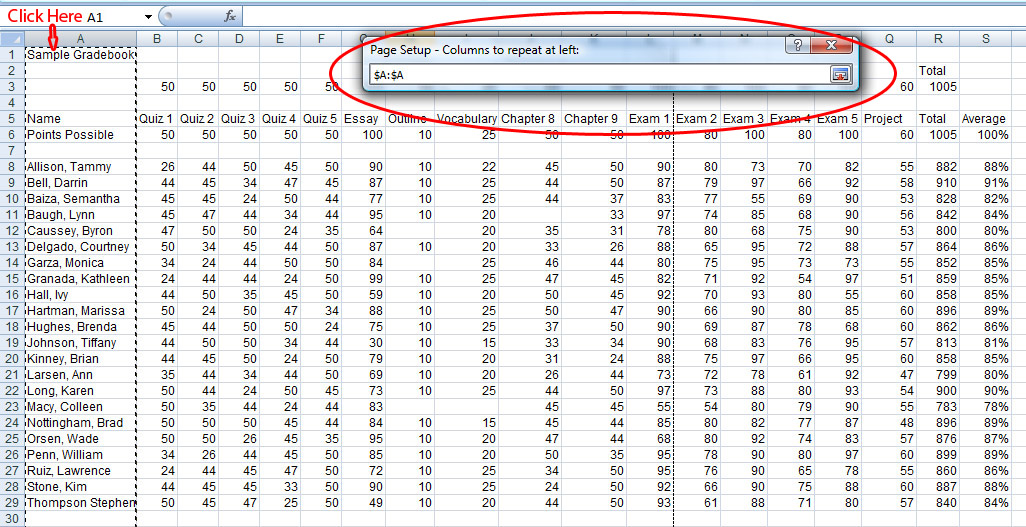 Click Here A1 fx
Page Setup - Columns to repeat at left:
$A:$A
A B C D E F Q R S
1 Sample Gradebook
2 Total
3 50 50 50 50 50 60 1005
4
5 Name Quiz 1 Quiz 2 Quiz 3 Quiz 4 Quiz 5 Essay Outline Vocabulary Chapter 8 Chapter 9 Exam 1 Exam 2 Exam 3 Exam 4 Exam 5 Project Total Average
6 Points Possible 50 50 50 50 50 100 10 25 50 50 100 80 100 80 100 60 1005 100%
7
8 Allison, Tammy 26 44 50 45 50 90 10 22 45 50 90 80 73 70 82 55 882 88%
9 Bell, Darrin 44 45 34 47 45 87 10 25 44 50 87 79 97 66 92 58 910 91%
10 Baiza, Semantha 45 45 24 50 44 77 10 25 44 37 83 77 55 69 90 53 828 82%
11 Baugh, Lynn 45 47 44 34 44 95 10 20 33 97 74 85 68 90 56 842 84%
12 Caussey, Byron 47 50 50 24 35 64 20 35 31 78 80 68 75 90 53 800 80%
13 Delgado, Courtney 50 34 45 44 50 87 10 20 33 26 88 65 95 72 88 57 864 86%
14 Garza, Monica 34 24 44 50 50 84 25 46 44 80 75 95 73 73 55 852 85%
15 Granada, Kathleen 24 44 44 24 50 99 10 25 47 45 82 71 92 54 97 51 859 85%
16 Hall, Ivy 44 50 35 45 50 59 10 20 50 45 92 70 93 80 55 60 858 85%
17 Hartman, Marissa 50 24 50 47 34 88 10 25 50 47 90 66 90 80 85 60 896 89%
18 Hughes, Brenda 45 44 50 50 24 75 10 25 37 50 90 69 87 78 68 60 862 86%
19 Johnson, Tiffany 44 50 50 34 44 30 10 15 33 34 90 68 83 76 95 57 813 81%
20 Kinney, Brian 44 45 50 24 50 79 10 20 31 24 88 75 97 66 95 60 858 85%
21 Larsen, Ann 35 44 34 44 50 69 10 20 26 44 73 72 78 61 92 47 799 80%
22 Long, Karen 50 44 24 50 45 73 10 25 44 50 97 73 88 80 93 54 900 90%
23 Macy, Colleen 50 35 44 24 44 83 45 45 55 54 80 79 90 55 783 78%
24 Nottingham, Brad 50 50 50 45 44 84 10 15 45 44 85 80 82 77 87 48 896 89%
25 Orsen, Wade 50 50 26 45 35 95 10 20 47 44 68 80 92 74 83 57 876 87%
26 Penn, William 34 26 44 45 50 85 10 20 50 35 95 78 90 80 97 60 899 89%
27 Ruiz, Lawrence 24 44 45 47 50 72 10 25 34 50 95 76 90 65 78 55 860 86%
28 Stone, Kim 44 45 45 33 50 90 10 25 24 50 92 66 90 75 88 60 887 88%
29 Thompson Stephen 50 45 47 25 50 49 10 20 44 50 93 61 88 71 80 57 840 84%
30